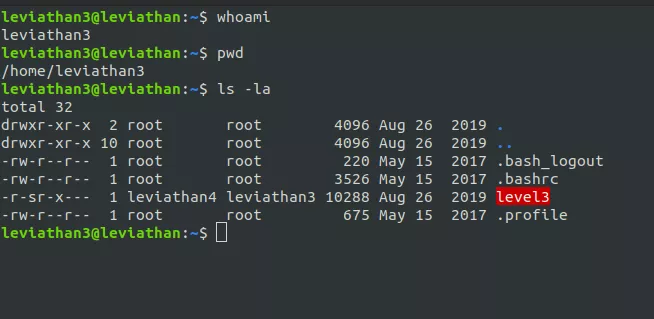 leviathan3@leviathan:~$ whoami
leviathan3
leviathan3@leviathan:~$ pwd
/home/leviathan3
leviathan3@leviathan:~$ ls -la
total 32
drwxr-xr-x  2 root       root        4096 Aug 26  2019 .
drwxr-xr-x 10 root       root        4096 Aug 26  2019 ..
-rw-r--r--  1 root       root         220 May 15  2017 .bash_logout
-rw-r--r--  1 root       root        3526 May 15  2017 .bashrc
-r-sr-x---  1 leviathan4 leviathan3 10288 Aug 26  2019 level3
-rw-r--r--  1 root       root         675 May 15  2017 .profile
leviathan3@leviathan:~$